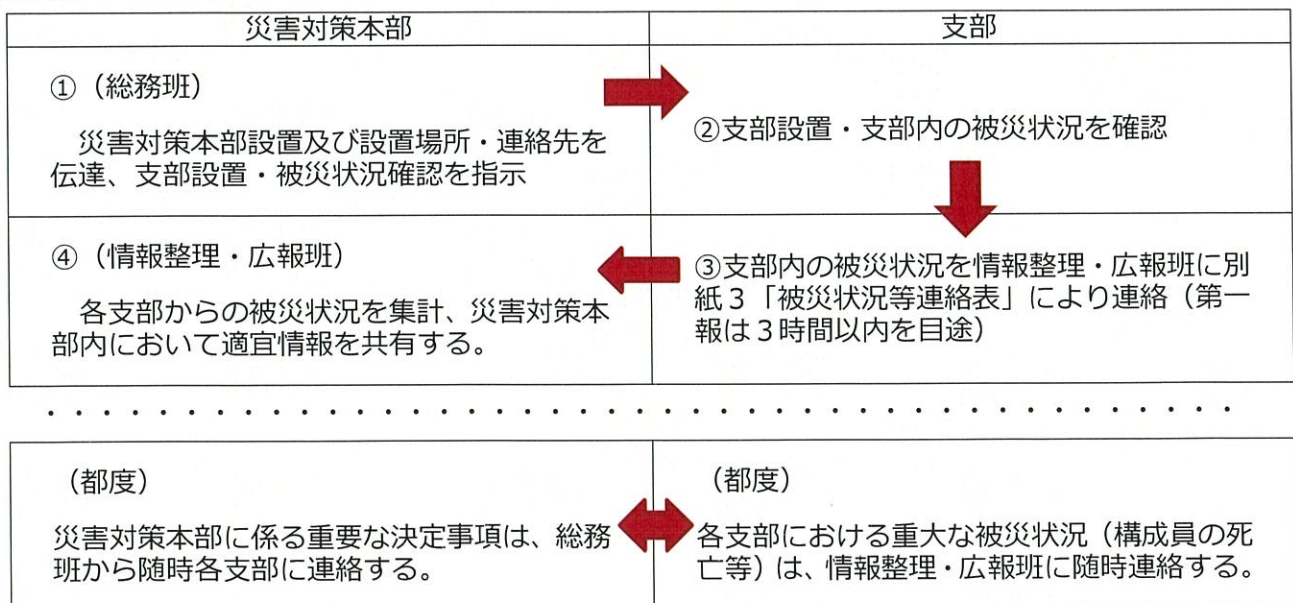 災害対策本部
支部
①（総務班）
災害対策本部設置及び設置場所・連絡先を
伝達、支部設置・被災状況確認を指示
②支部設置・支部内の被災状況を確認
④（情報整理・広報班）
各支部からの被災状況を集計、災害対策本
部内において適宜情報を共有する。
③支部内の被災状況を情報整理・広報班に別
紙３「被災状況等連絡表」により連絡（第一
報は３時間以内を目途）
・・・・・・・・・・・・・・・・・・・・・・・・・・・・・・・・・・・・・・・・・・・
（都度）
災害対策本部に係る重要な決定事項は、総務
班から随時各支部に連絡する。
（都度）
各支部における重大な被災状況（構成員の死
亡等）は、情報整理・広報班に随時連絡する。